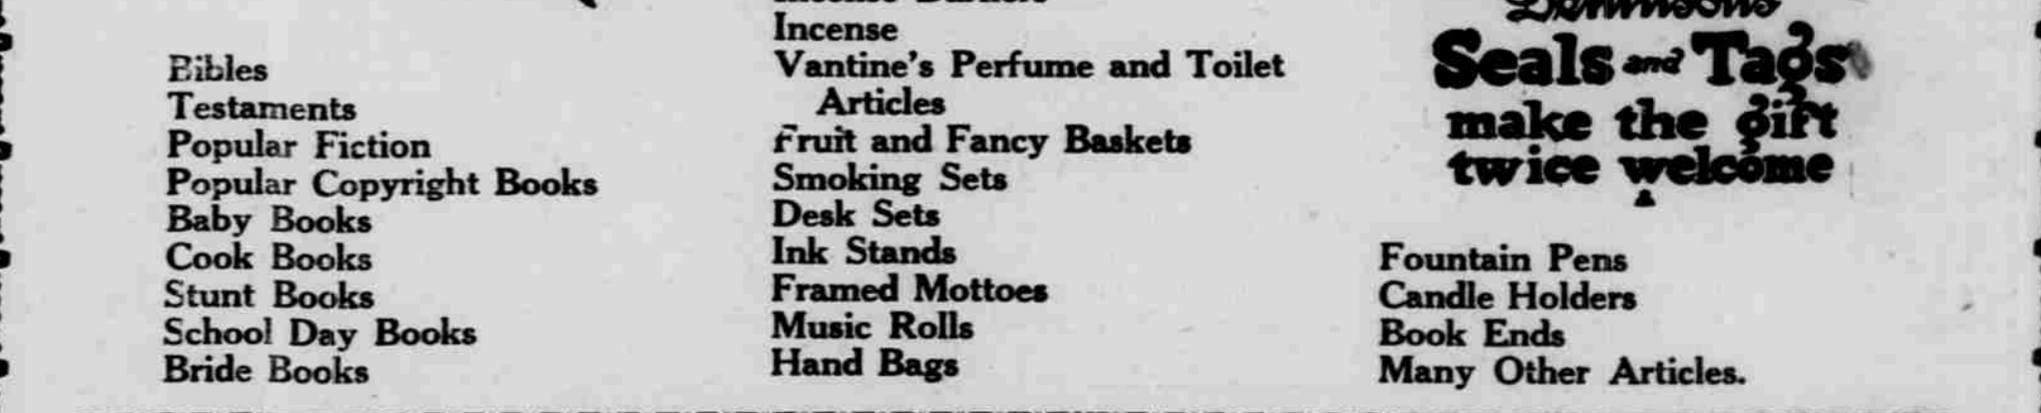 Bibles
Testaments
Popular Fiction
Popular Copyright Books
Baby Books
Cook Books
Stunt Books
School Day Books
Bride Books
Incense
Vantine's Perfume and Toilet
Articles
Fruit and Fancy Baskets
Smoking Sets
Desk Sets
Ink Stands
Framed Mottoes
Music Rolls
Hand Bags
Seals and Tags
make the gift
twice welcome
Fountain Pens
Candle Holders
Book Ends
Many Other Articles.